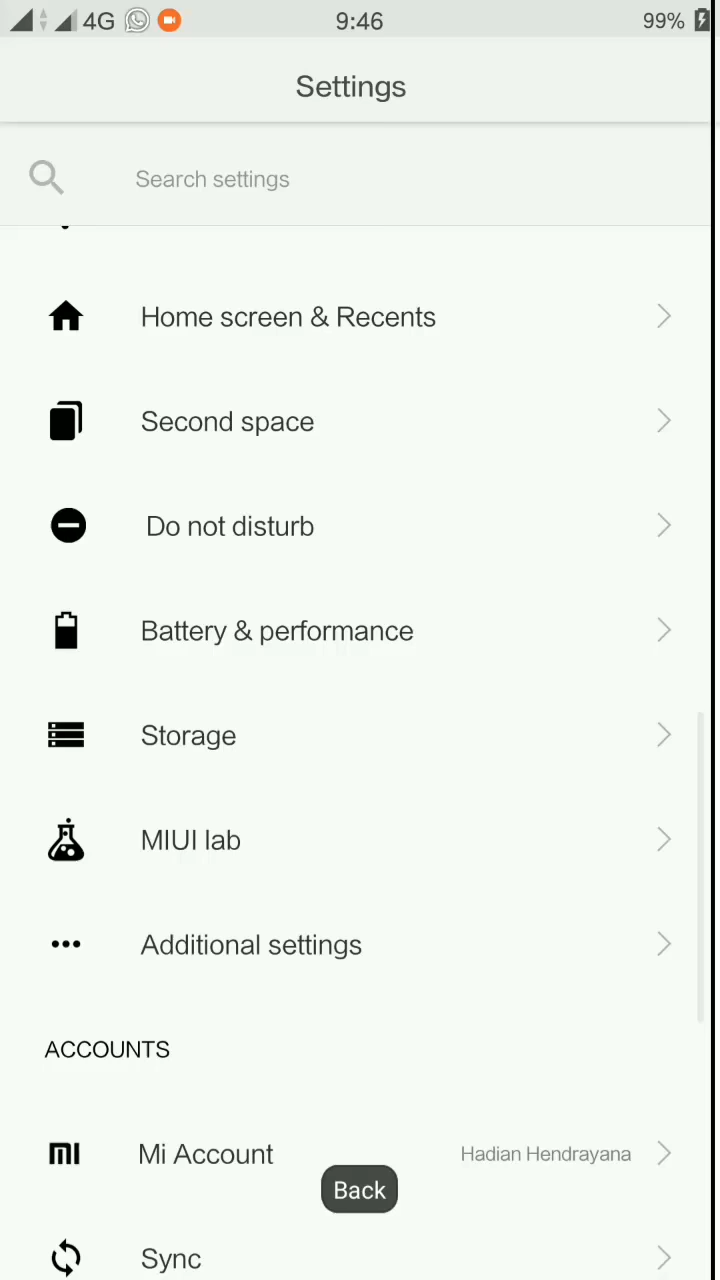 4G 9:46 99%
Settings
Search settings
Home screen & Recents
Second space
Do not disturb
Battery & performance
Storage
MIUI lab
Additional settings
ACCOUNTS
Mi Account Hadian Hendrayana
Back
Sync